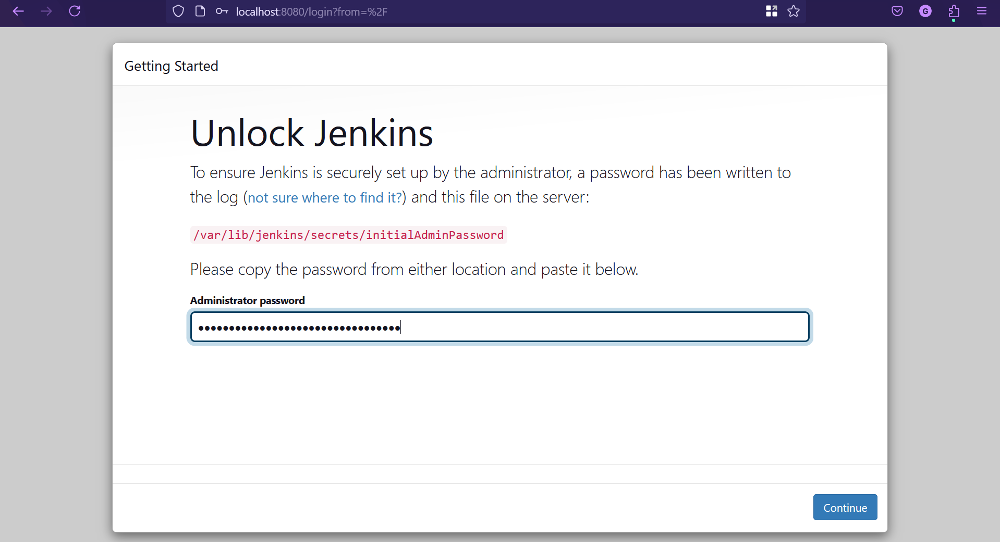 localhost:8080/login?from=%2F
G
Getting Started
Unlock Jenkins
To ensure Jenkins is securely set up by the administrator, a password has been written to
the log (not sure where to find it?) and this file on the server:
/var/lib/jenkins/secrets/initialAdminPassword
Please copy the password from either location and paste it below.
Administrator password
Continue